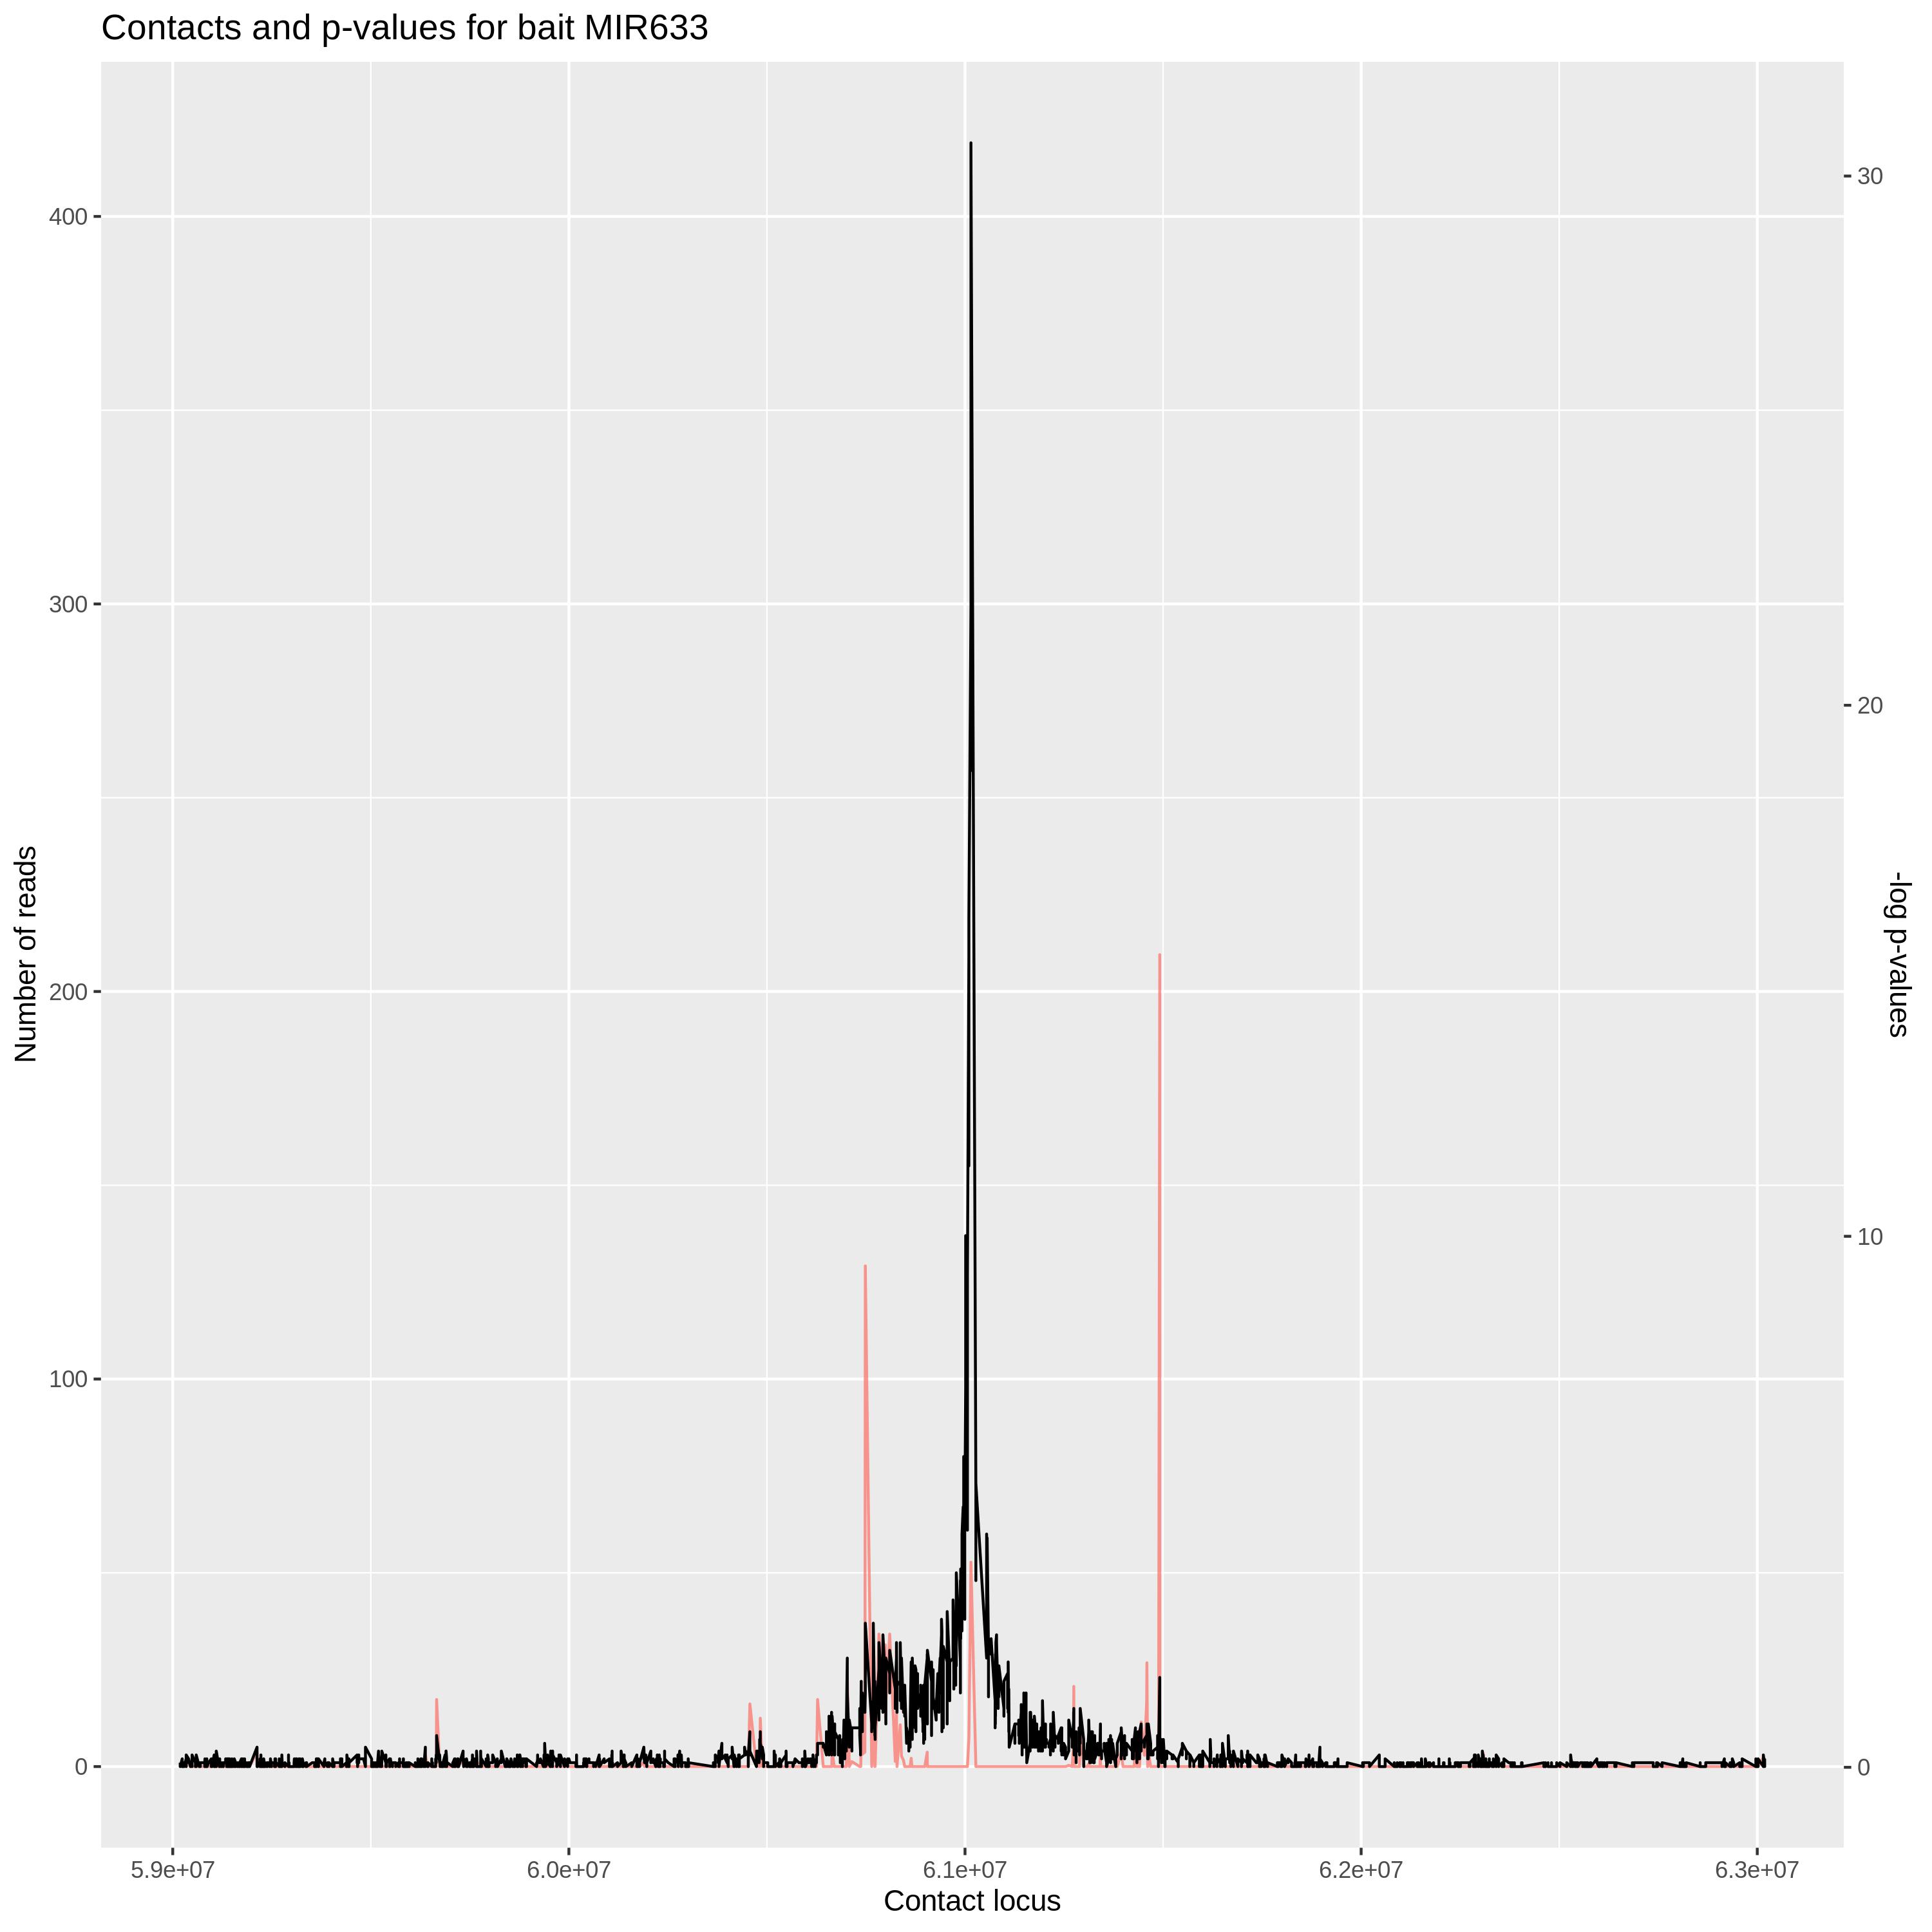 Contacts and p-values for bait MIR633
Number of reads
400
300
200
100
0
30
20
10
0
-log p-values
5.9e+07
6.0e+07
6.1e+07
6.2e+07
6.3e+07
Contact locus